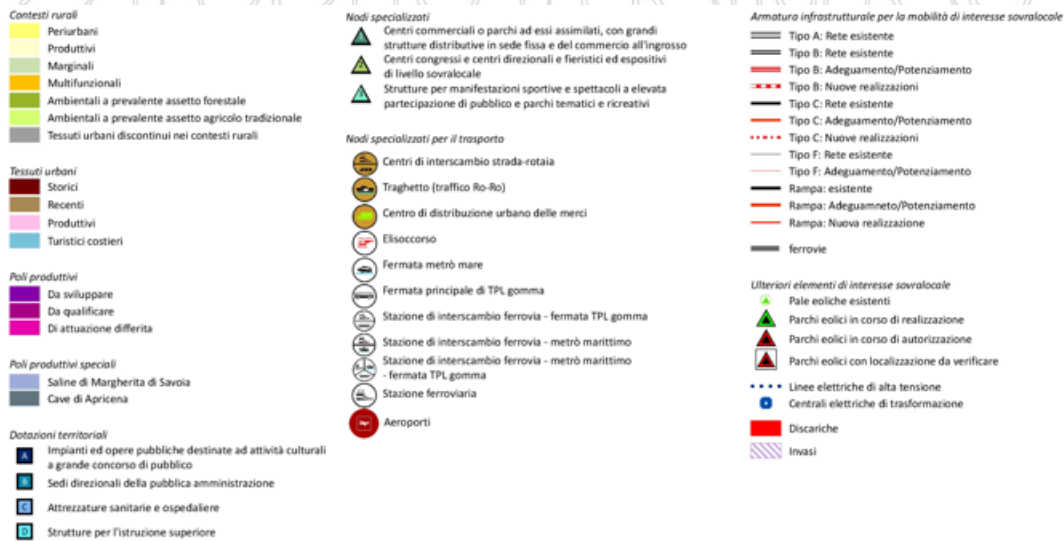 Contesti rurali
Periurbani
Produttivi
Marginali
Multifunzionali
Ambientali a prevalente assetto forestale
Ambientali a prevalente assetto agricolo tradizionale
Tessuti urbani discontinui nei contesti rurali
Tessuti urbani
Storici
Recenti
Produttivi
Turistici costieri
Poli produttivi
Da sviluppare
Da qualificare
Di attuazione differita
Poli produttivi speciali
Saline di Margherita di Savoia
Cave di Apricena
Dotazioni territoriali
A
Impianti ed opere pubbliche destinate ad attività culturali
a grande concorso di pubblico
B
Sedi direzionali della pubblica amministrazione
C
Attrezzature sanitarie e ospedaliere
D
Strutture per l'istruzione superiore
Nodi specializzati
Centri commerciali o parchi ad essi assimilati, con grandi
strutture distributive in sede fissa e del commercio all'ingrosso
Centri congressi e centri direzionali e fieristici ed espositivi
di livello sovralocale
Strutture per manifestazioni sportive e spettacoli a elevata
partecipazione di pubblico e parchi tematici e ricreativi
Nodi specializzati per il trasporto
Centri di interscambio strada-rotaia
Traghetto (traffico Ro-Ro)
Centro di distribuzione urbano delle merci
Elisoccorso
Fermata metrò mare
Fermata principale di TPL gomma
Stazione di interscambio ferrovia - fermata TPL gomma
Stazione di interscambio ferrovia - metrò marittimo
Stazione di interscambio ferrovia - metrò marittimo
- fermata TPL gomma
Stazione ferroviaria
Aeroporti
Armatura infrastrutturale per la mobilità di interesse sovralocale
Tipo A: Rete esistente
Tipo B: Rete esistente
Tipo B: Adeguamento/Potenziamento
Tipo B: Nuove realizzazioni
Tipo C: Rete esistente
Tipo C: Adeguamento/Potenziamento
Tipo C: Nuove realizzazioni
Tipo F: Rete esistente
Tipo F: Adeguamento/Potenziamento
Rampa: esistente
Rampa: Adeguamneto/Potenziamento
Rampa: Nuova realizzazione
ferrovie
Ulteriori elementi di interesse sovralocale
Pale eoliche esistenti
Parchi eolici in corso di realizzazione
Parchi eolici in corso di autorizzazione
Parchi eolici con localizzazione da verificare
Linee elettriche di alta tensione
Centrali elettriche di trasformazione
Discariche
Invasi